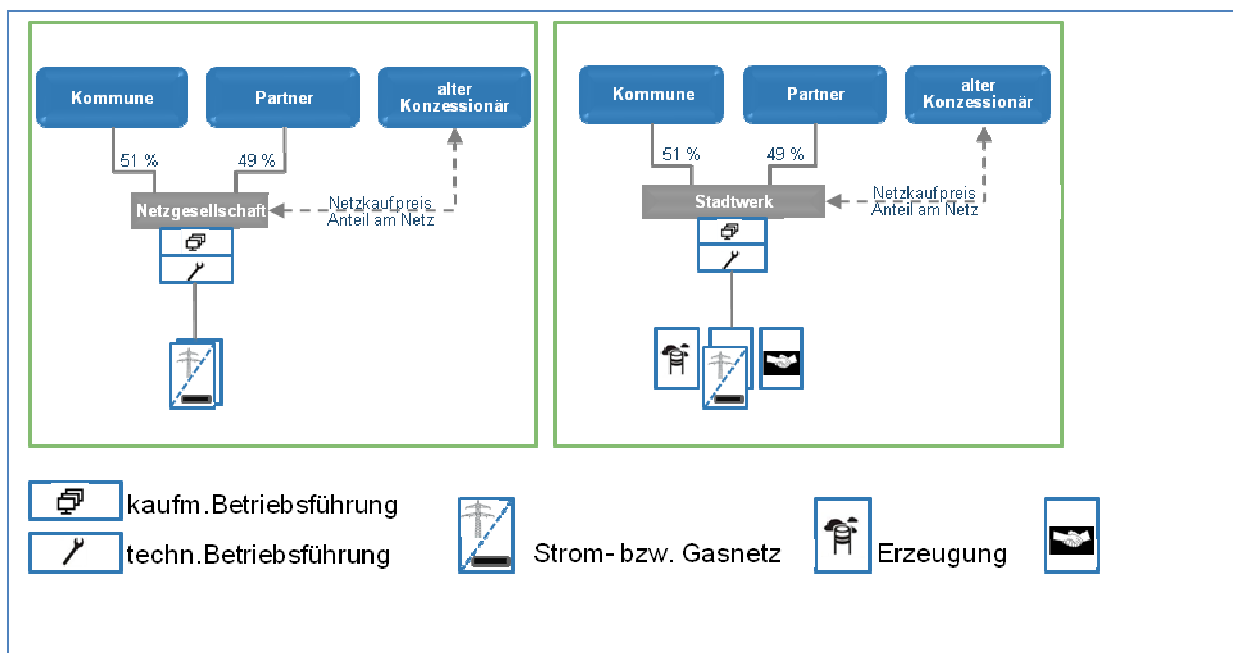 Kommune
Partner
alter
Konzessionär
51 %
49 %
Netzgesellschaft
Netzkaufpreis
Anteil am Netz
Kommune
Partner
alter
Konzessionär
51 %
49 %
Stadtwerk
Netzkaufpreis
Anteil am Netz
kaufm.Betriebsführung
techn.Betriebsführung
Strom- bzw. Gasnetz
Erzeugung